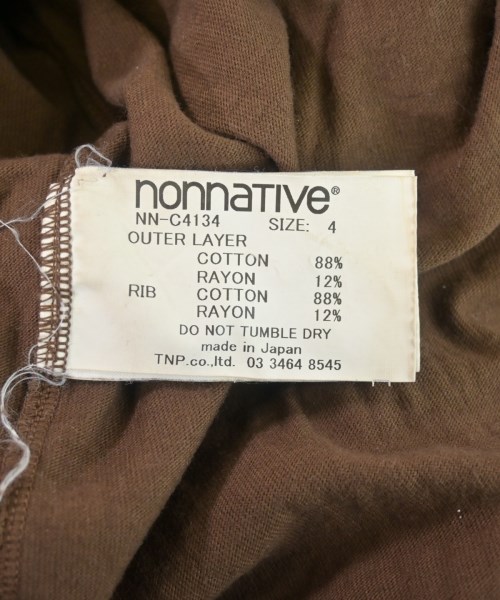 nonnative®
NN-C4134 SIZE: 4
OUTER LAYER
COTTON 88%
RAYON 12%
RIB COTTON 88%
RAYON 12%
DO NOT TUMBLE DRY
made in Japan
TNP.co.,ltd. 03 3464 8545